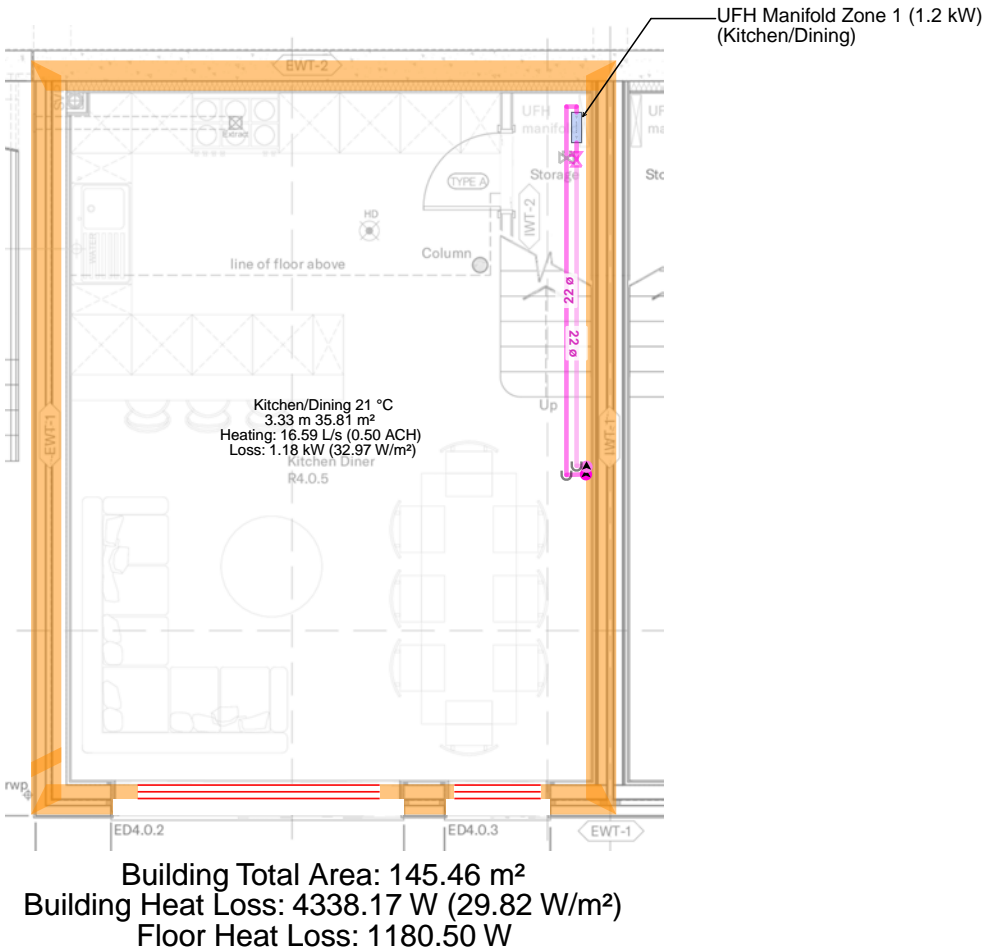 UFH Manifold Zone 1 (1.2 kW)
(Kitchen/Dining)
EWT-2
Extract
UFH
manifold
Storage
TYPE A
IWT-2
HD
Column
WATER
line of floor above
22 ø
ø 22
Up
EWT-1
IWT-1
Kitchen/Dining 21 °C
3.33 m 35.81 m²
Heating: 16.59 L/s (0.50 ACH)
Loss: 1.18 kW (32.97 W/m²)
Kitchen Diner
R4.0.5
rwp
ED4.0.2
ED4.0.3
EWT-1
Building Total Area: 145.46 m²
Building Heat Loss: 4338.17 W (29.82 W/m²)
Floor Heat Loss: 1180.50 W